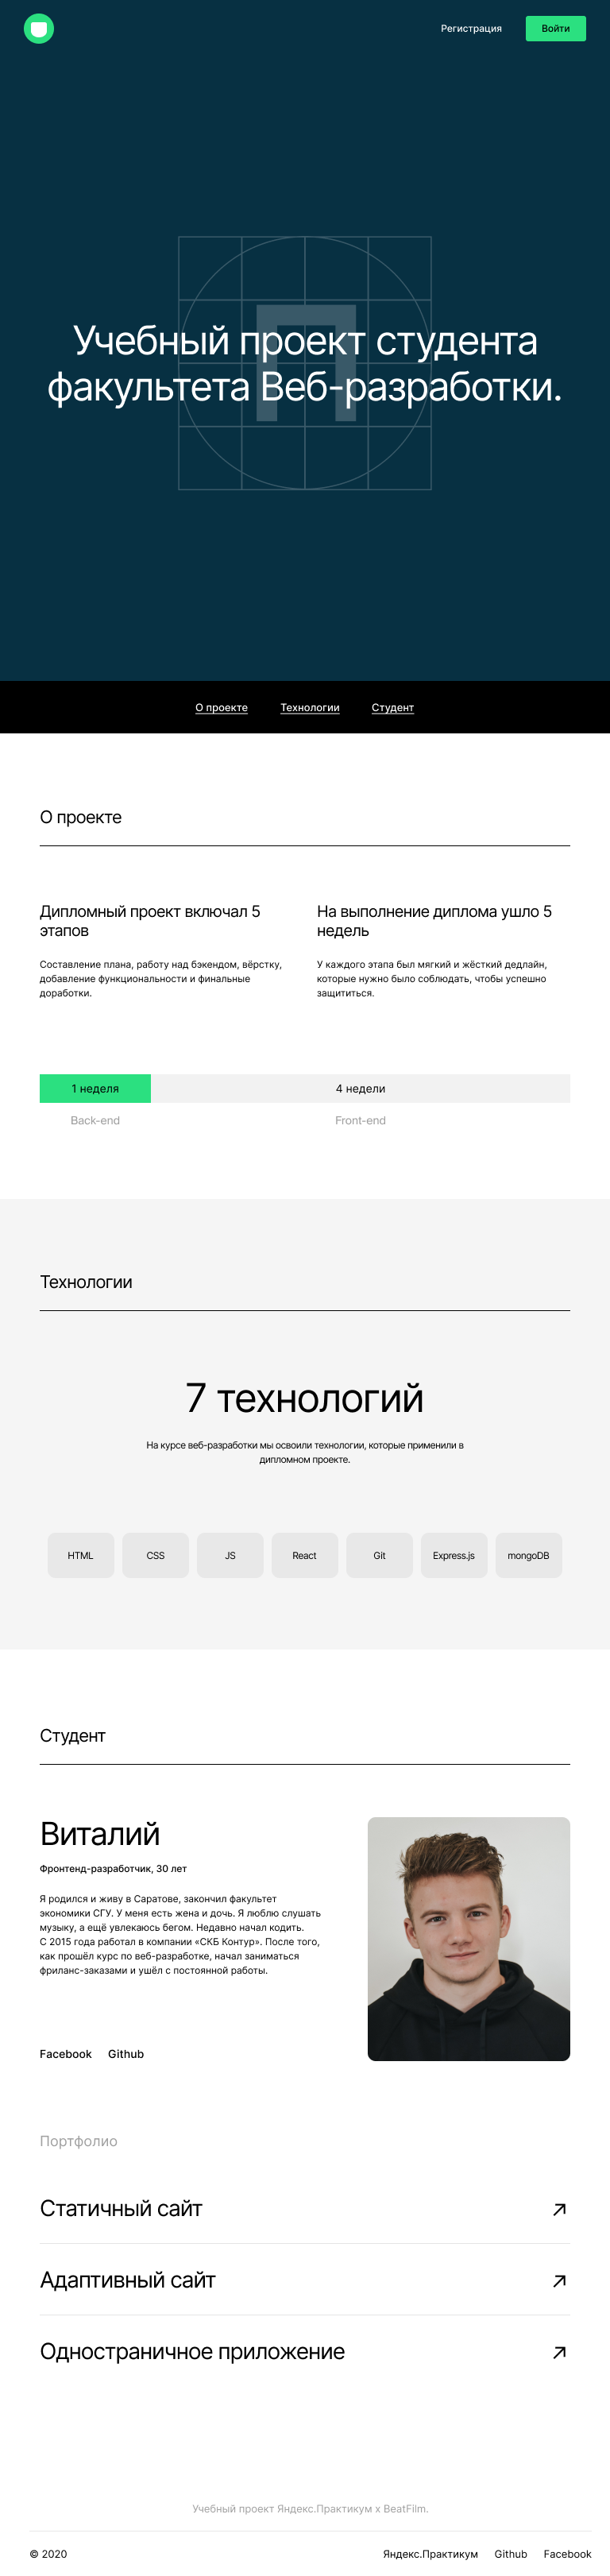 Регистрация
Войти
П
Учебный проект студента
факультета Веб-разработки.
О проекте
Технологии
Студент
О проекте
Дипломный проект включал 5
этапов
Составление плана, работу над бэкендом, вёрстку,
добавление функциональности и финальные
доработки.
На выполнение диплома ушло 5
недель
У каждого этапа был мягкий и жёсткий дедлайн,
которые нужно было соблюдать, чтобы успешно
защититься.
1 неделя
4 недели
Back-end
Front-end
Технологии
7 технологий
На курсе веб-разработки мы освоили технологии, которые применили в
дипломном проекте.
HTML
CSS
JS
React
Git
Express.js
mongoDB
Студент
Виталий
Фронтенд-разработчик, 30 лет
Я родился и живу в Саратове, закончил факультет
экономики СГУ. У меня есть жена и дочь. Я люблю слушать
музыку, а ещё увлекаюсь бегом. Недавно начал кодить.
С 2015 года работал в компании «СКБ Контур». После того,
как прошёл курс по веб-разработке, начал заниматься
фриланс-заказами и ушёл с постоянной работы.
Facebook
Github
Портфолио
Статичный сайт
Адаптивный сайт
Одностраничное приложение
Учебный проект Яндекс.Практикум х BeatFilm.
© 2020
Яндекс.Практикум
Github
Facebook